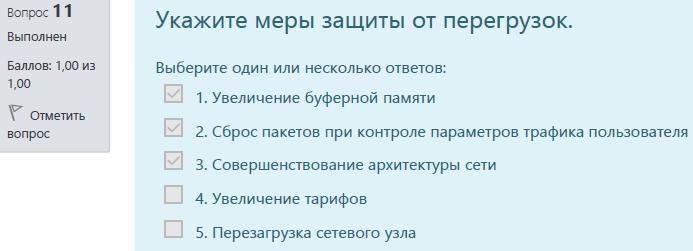 Вопрос 11
Выполнен
Баллов: 1,00 из
1,00
Отметить
вопрос
Укажите меры защиты от перегрузок.
Выберите один или несколько ответов:
1. Увеличение буферной памяти
2. Сброс пакетов при контроле параметров трафика пользователя
3. Совершенствование архитектуры сети
4. Увеличение тарифов
5. Перезагрузка сетевого узла